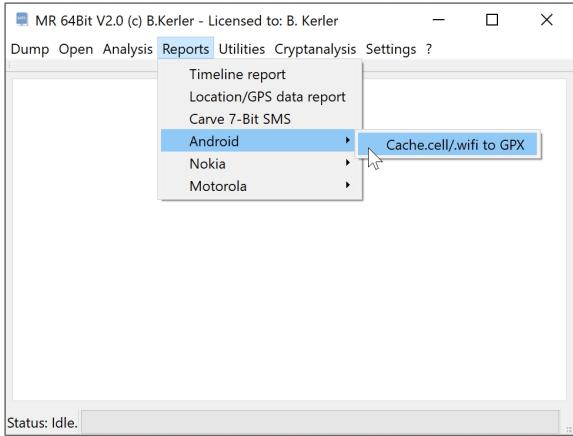 MR 64Bit V2.0 (c) B.Kerler - Licensed to: B. Kerler
Dump Open Analysis Reports Utilities Cryptanalysis Settings ?
Timeline report
Location/GPS data report
Carve 7-Bit SMS
Android
Cache.cell/.wifi to GPX
Nokia
Motorola
Status: Idle.